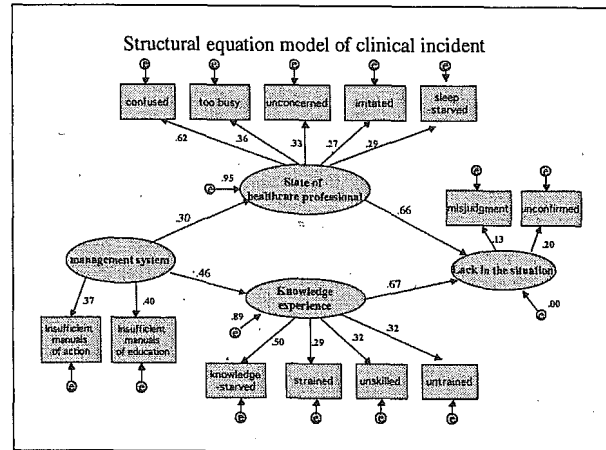 Structural equation model of clinical incident
e e e e e
confused too busy unconcerned irritated sleep
-starved
.62 .36 .33 .27 .29
e .95
State of
healthcare professional
e e
misjudgment unconfirmed
.13 .20
.30 .66
management system
Lack in the situation
.46 .67
Knowledge
experience
e .00
.37 .40
e .89
.50 .29 .32 .32
Insufficient
manuals
of action
Insufficient
manuals
of education
knowledge
-starved
strained unskilled untrained
e e
e e e e